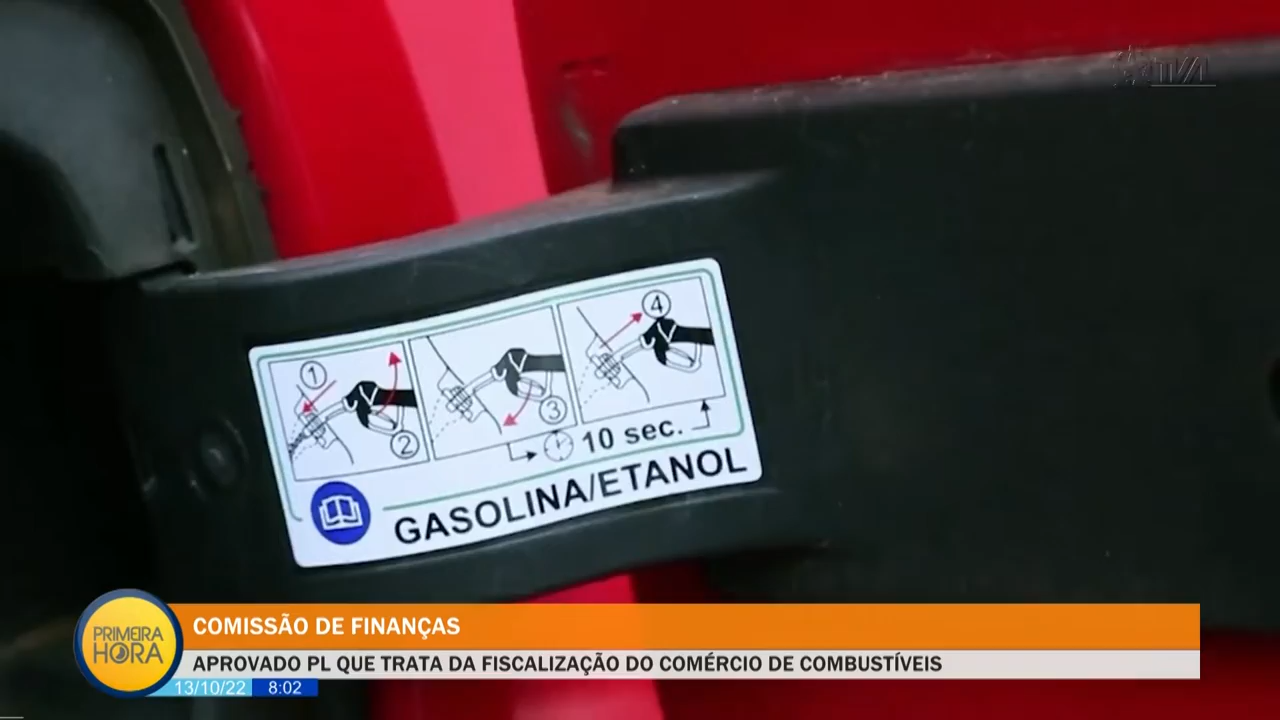 TVAL
1
2
3
4
10 sec.
GASOLINA/ETANOL
PRIMEIRA
HORA
COMISSÃO DE FINANÇAS
APROVADO PL QUE TRATA DA FISCALIZAÇÃO DO COMÉRCIO DE COMBUSTÍVEIS
13/10/22 8:02